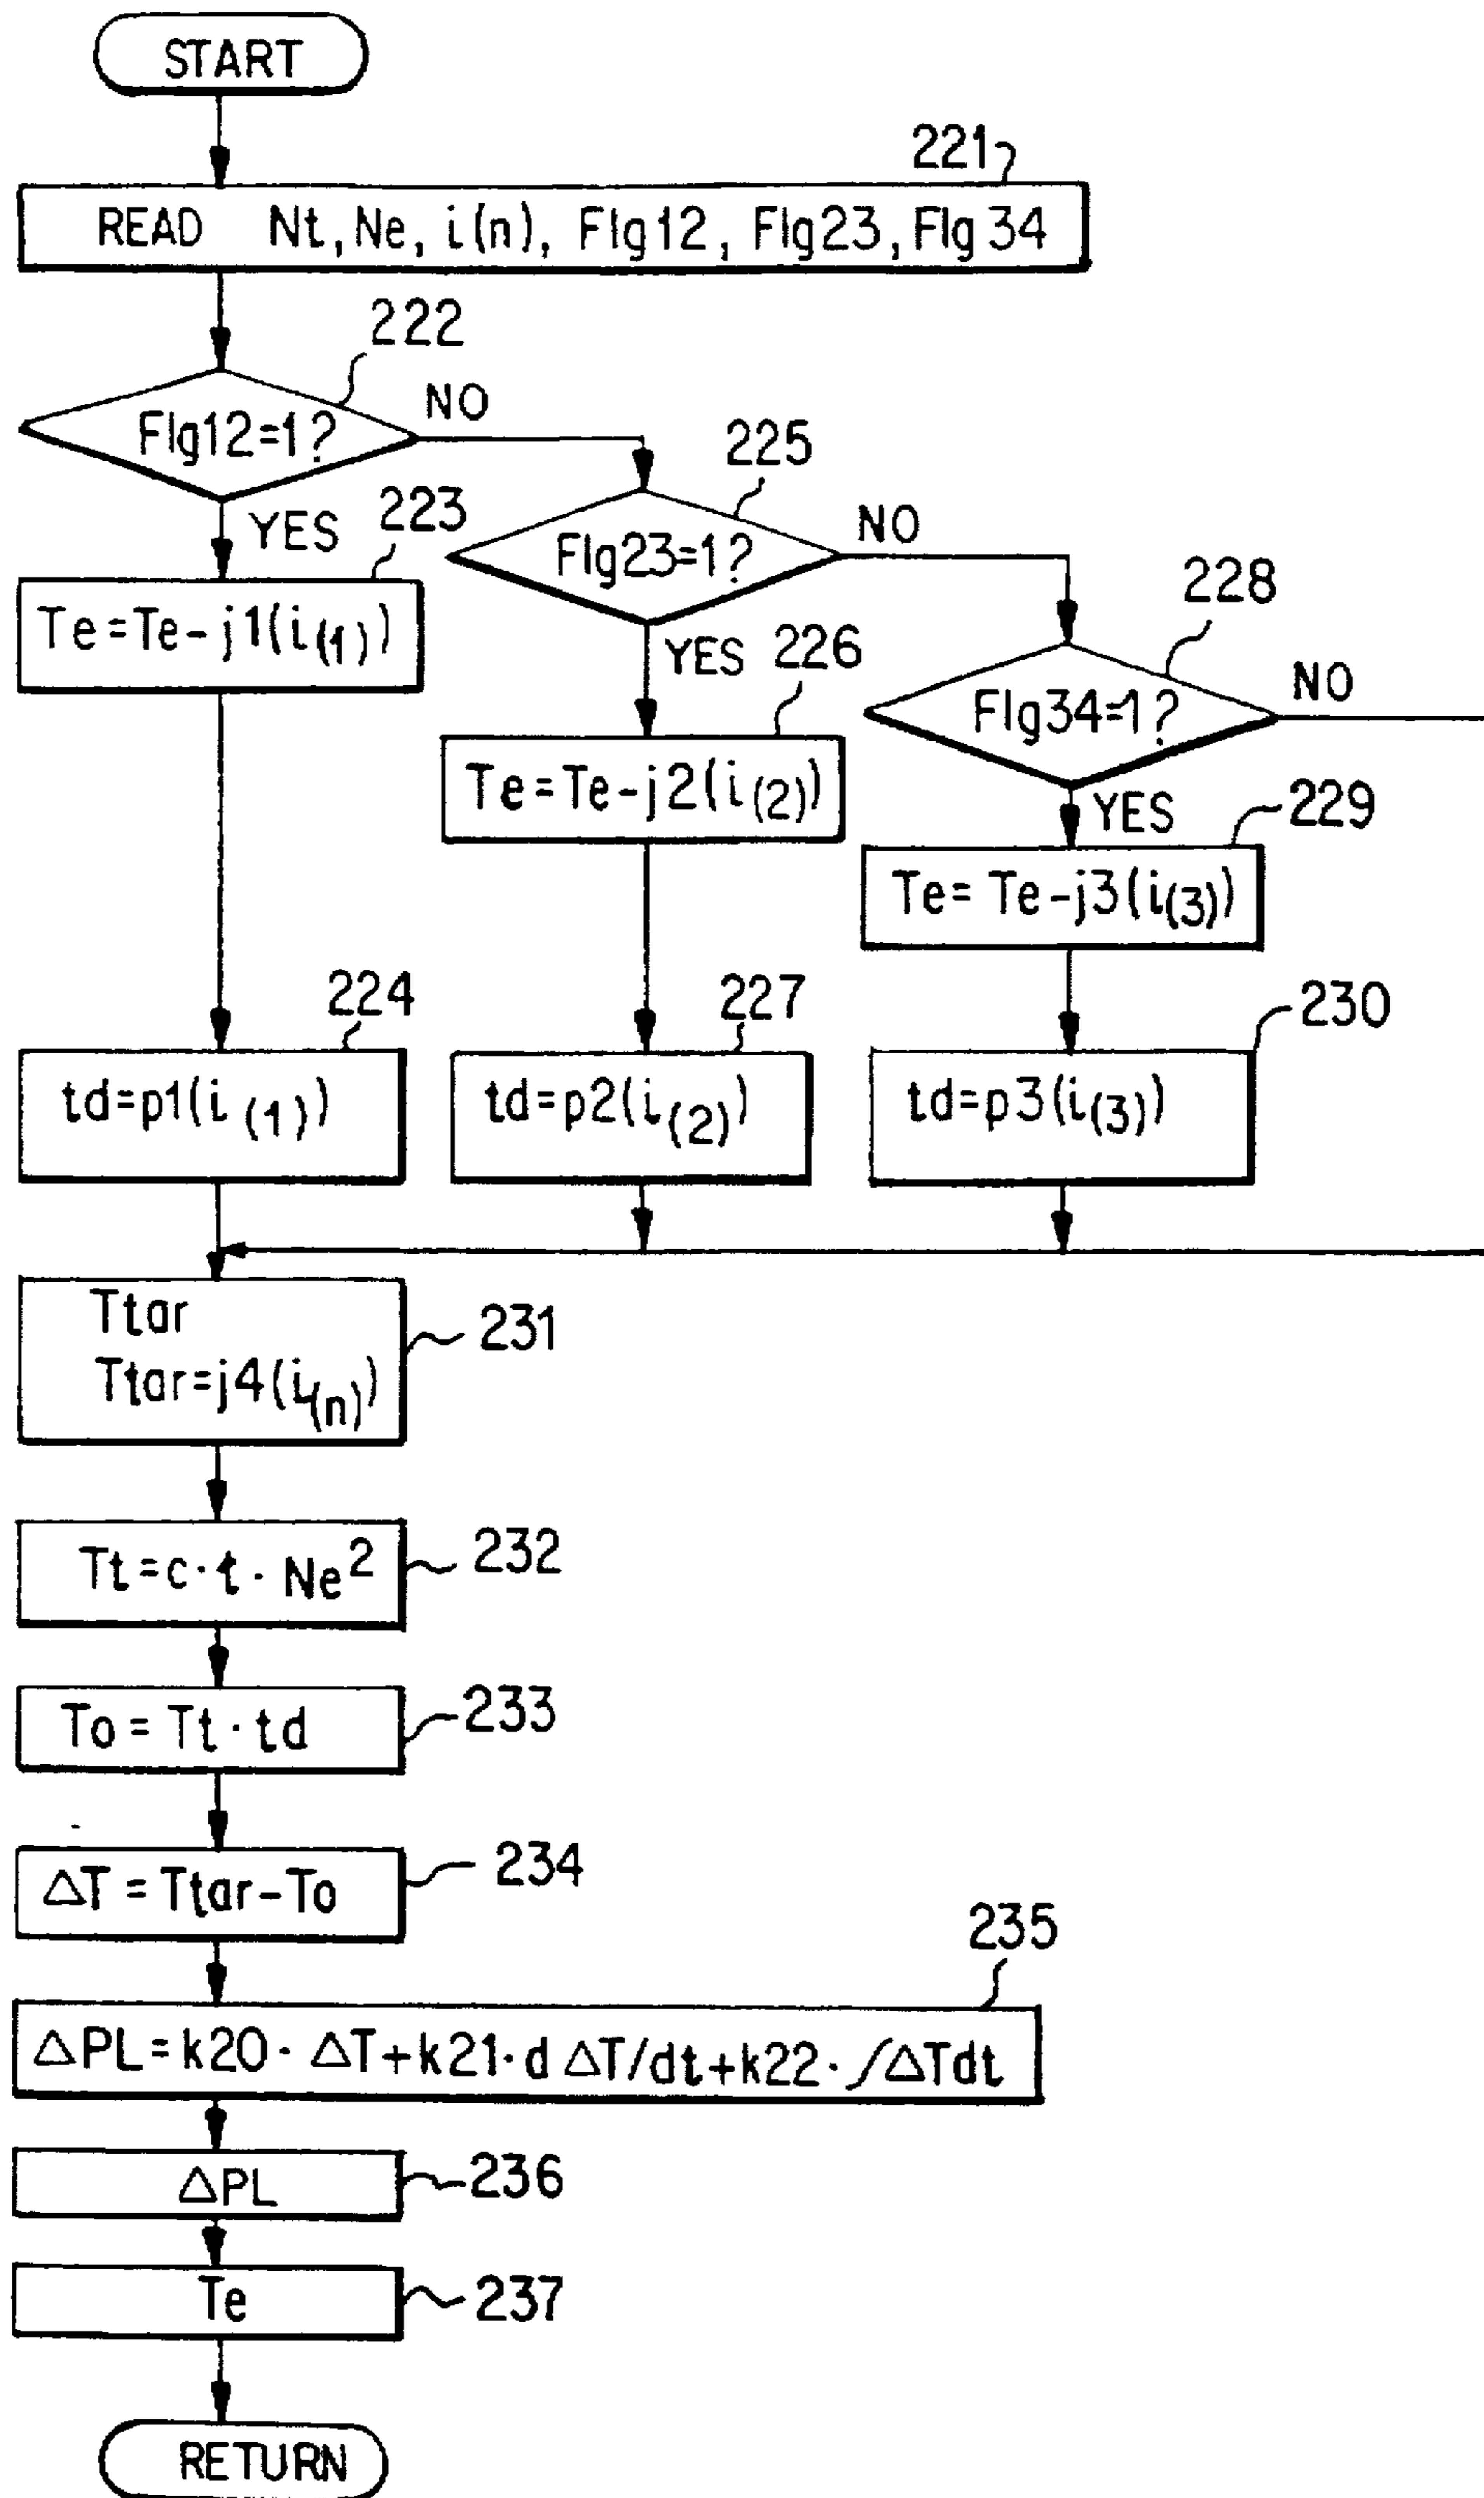 START
221
READ Nt, Ne, i(n), Flg12, Flg23, Flg34
222
Flg12=1?
NO
225
YES
223
Flg23=1?
NO
228
Te=Te-j1(i(1))
YES
226
Flg34=1?
NO
Te=Te-j2(i(2))
YES
229
Te=Te-j3(i(3))
224
227
230
td=p1(i(1))
td=p2(i(2))
td=p3(i(3))
Ttar
Ttar=j4(i(n))
231
Tt=c·t·Ne²
232
To=Tt·td
233
ΔT=Ttar-To
234
235
ΔPL=k20·ΔT+k21·dΔT/dt+k22·∫ΔTdt
ΔPL
236
Te
237
RETURN